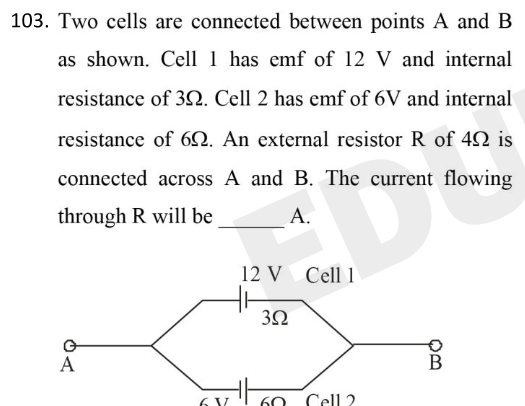 103. Two cells are connected between points A and B
as shown. Cell 1 has emf of 12 V and internal
resistance of 3Ω. Cell 2 has emf of 6V and internal
resistance of 6Ω. An external resistor R of 4Ω is
connected across A and B. The current flowing
through R will be ______ A.
12 V Cell 1
3Ω
A
B
6 V 6Ω Cell 2
EDU